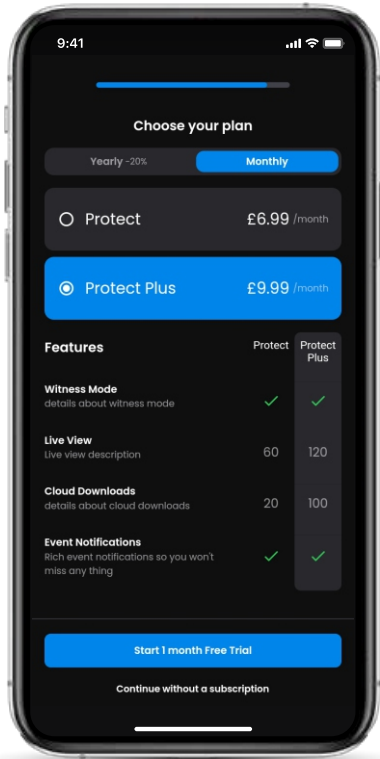 9:41
Choose your plan
Yearly -20% Monthly
Protect £6.99 /month
Protect Plus £9.99 /month
Features Protect Protect
Plus
Witness Mode
details about witness mode
Live View
Live view description 60 120
Cloud Downloads
details about cloud downloads 20 100
Event Notifications
Rich event notifications so you won't
miss any thing
Start 1 month Free Trial
Continue without a subscription